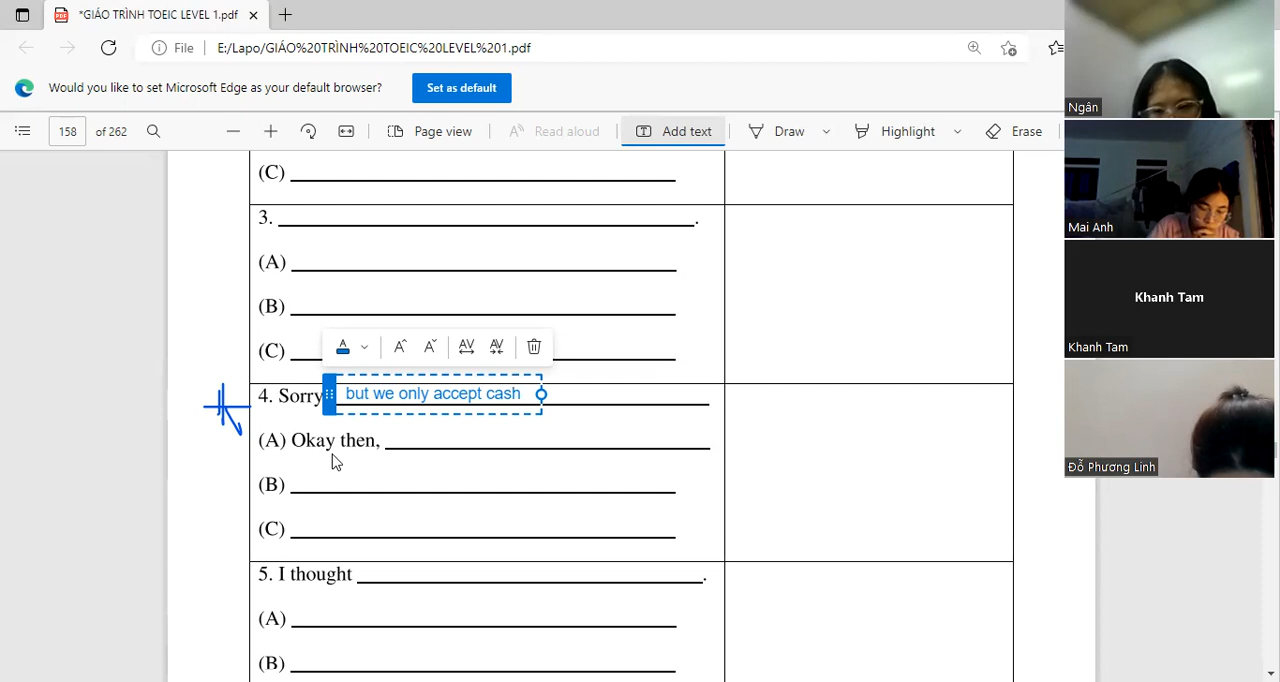 *GIÁO TRÌNH TOEIC LEVEL 1.pdf
File E:/Lapo/GIÁO%20TRÌNH%20TOEIC%20LEVEL%201.pdf
Would you like to set Microsoft Edge as your default browser? Set as default
158 of 262 Page view Read aloud Add text Draw Highlight Erase
(C)
3. .
(A)
(B)
(C)
4. Sorry but we only accept cash
(A) Okay then,
(B)
(C)
5. I thought .
(A)
(B)
Ngân
Mai Anh
Khanh Tam
Khanh Tam
Đỗ Phương Linh